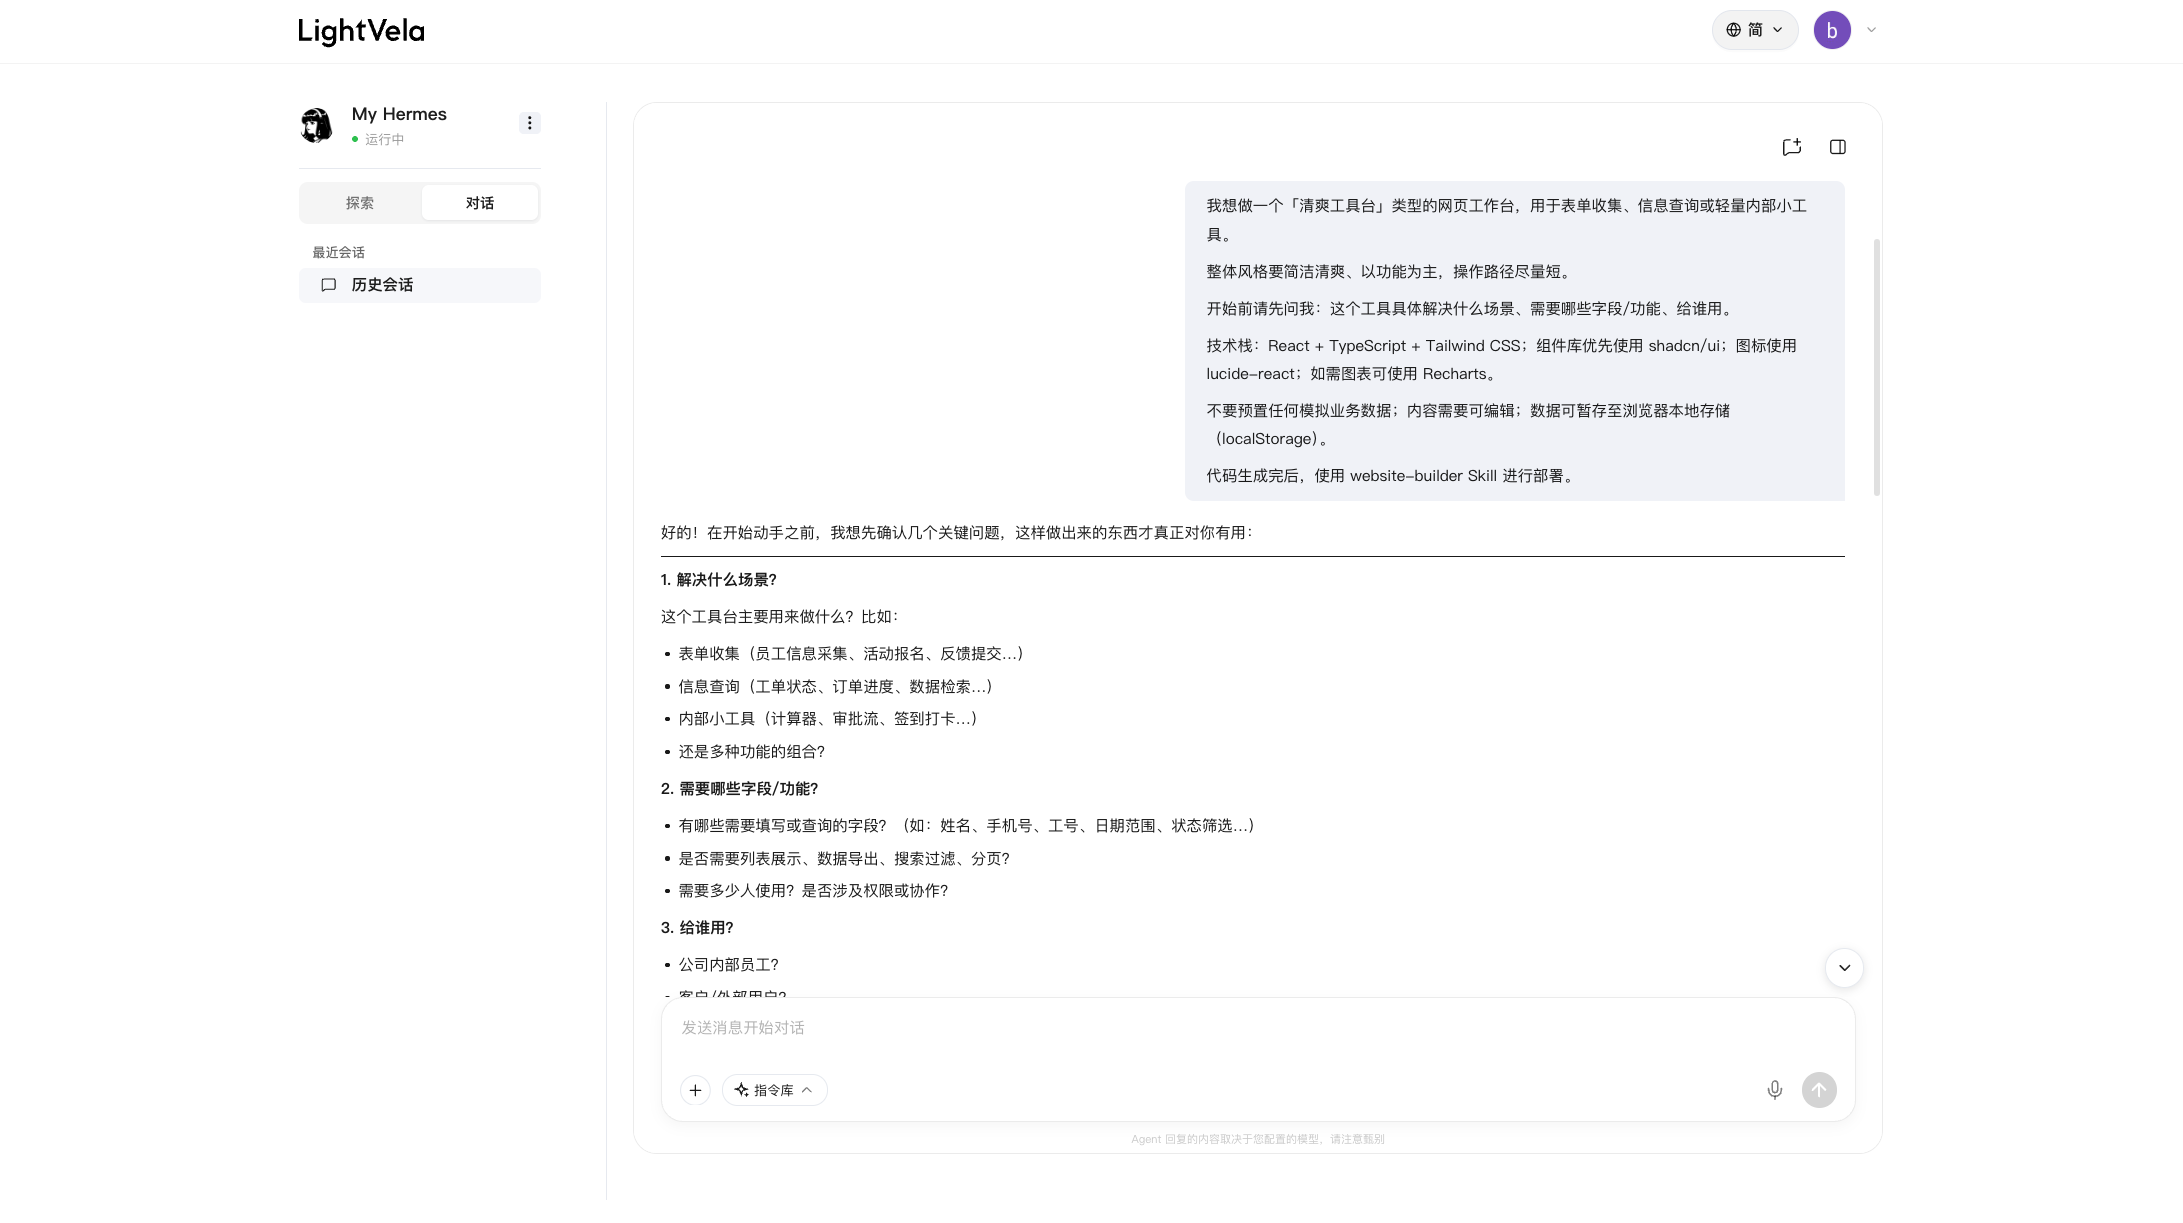 LightVela
简
b
My Hermes
运行中
探索
对话
最近会话
历史会话
我想做一个「清爽工具台」类型的网页工作台，用于表单收集、信息查询或轻量内部小工
具。
整体风格要简洁清爽、以功能为主，操作路径尽量短。
开始前请先问我：这个工具具体解决什么场景、需要哪些字段/功能、给谁用。
技术栈：React + TypeScript + Tailwind CSS；组件库优先使用 shadcn/ui；图标使用
lucide-react；如需图表可使用 Recharts。
不要预置任何模拟业务数据；内容需要可编辑；数据可暂存至浏览器本地存储
（localStorage）。
代码生成完后，使用 website-builder Skill 进行部署。
好的！在开始动手之前，我想先确认几个关键问题，这样做出来的东西才真正对你有用：
1. 解决什么场景？
这个工具台主要用来做什么？比如：
• 表单收集（员工信息采集、活动报名、反馈提交...）
• 信息查询（工单状态、订单进度、数据检索...）
• 内部小工具（计算器、审批流、签到打卡...）
• 还是多种功能的组合？
2. 需要哪些字段/功能？
• 有哪些需要填写或查询的字段？（如：姓名、手机号、工号、日期范围、状态筛选...）
• 是否需要列表展示、数据导出、搜索过滤、分页？
• 需要多少人使用？是否涉及权限或协作？
3. 给谁用？
• 公司内部员工？
• 客户/外部用户？
发送消息开始对话
指令库
Agent 回复的内容取决于您配置的模型，请注意甄别